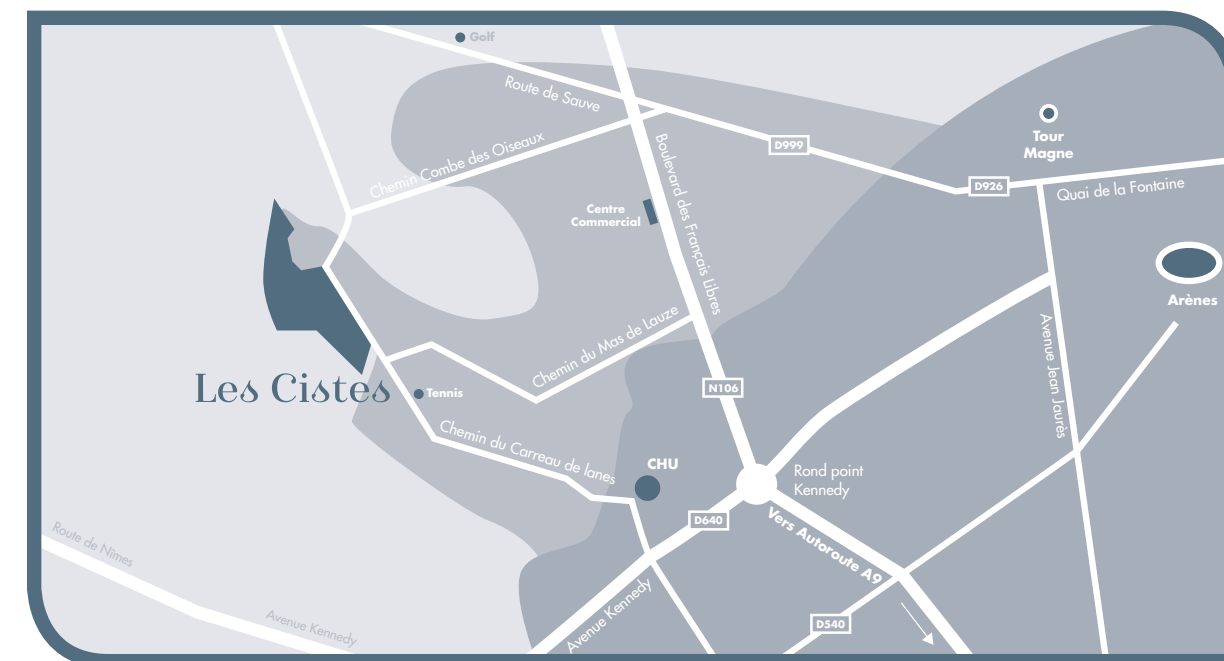 Golf
Route de Sauve
Chemin Combe des Oiseaux
D999
Tour
Magne
D926
Quai de la Fontaine
Boulevard des Français Libres
Centre
Commercial
Arènes
Chemin du Mas de Lauze
Avenue Jean Jaurès
Les Cistes
Tennis
N106
Chemin du Carreau de lanes
CHU
Rond point
Kennedy
D640
Vers Autoroute A9
Route de Nîmes
Avenue Kennedy
Avenue Kennedy
D540